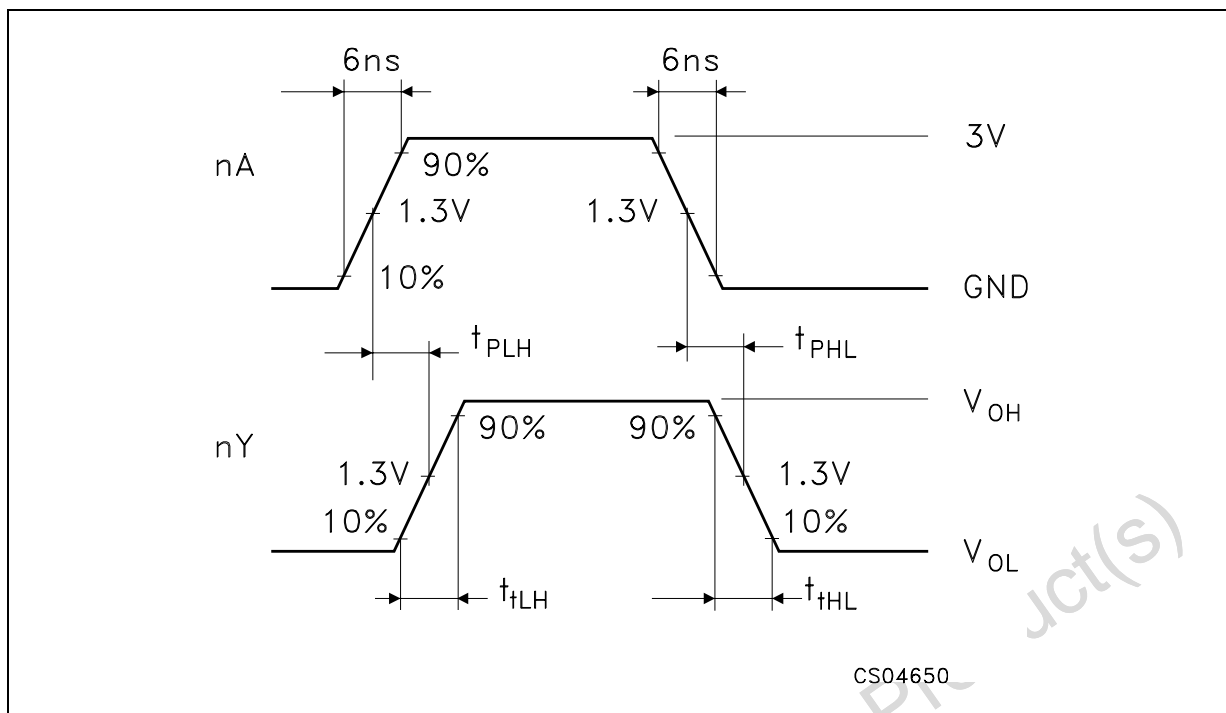 6ns 6ns
3V
nA
90%
1.3V 1.3V
10%
GND
tPLH tPHL
VOH
90% 90%
nY
1.3V 1.3V
10% 10%
VOL
ttLH ttHL
uct(s)
CS04650